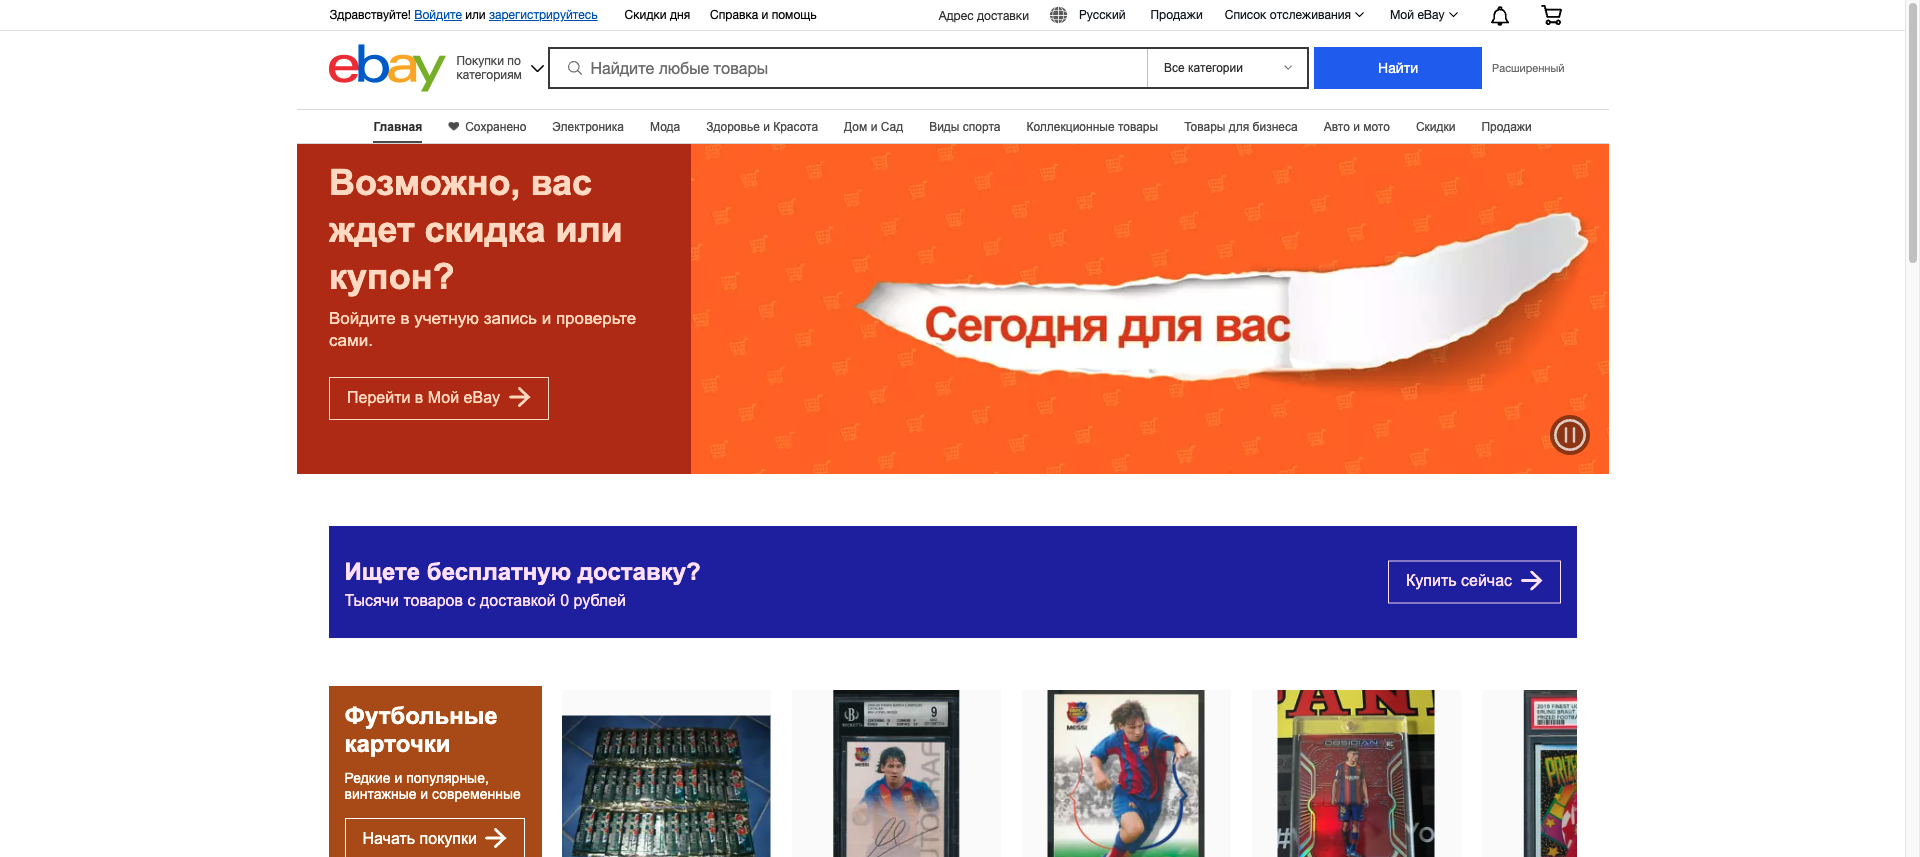 Здравствуйте! Войдите или зарегистрируйтесь Скидки дня Справка и помощь Адрес доставки Русский Продажи Список отслеживания Мой eBay
ebay Покупки по категориям Найдите любые товары Все категории Найти Расширенный
Главная Сохранено Электроника Мода Здоровье и Красота Дом и Сад Виды спорта Коллекционные товары Товары для бизнеса Авто и мото Скидки Продажи
Возможно, вас
ждет скидка или
купон?
Войдите в учетную запись и проверьте
сами.
Перейти в Мой eBay
Сегодня для вас
Ищете бесплатную доставку?
Тысячи товаров с доставкой 0 рублей
Купить сейчас
Футбольные
карточки
Редкие и популярные,
винтажные и современные
Начать покупки
9
MESSI
OBSIDIAN